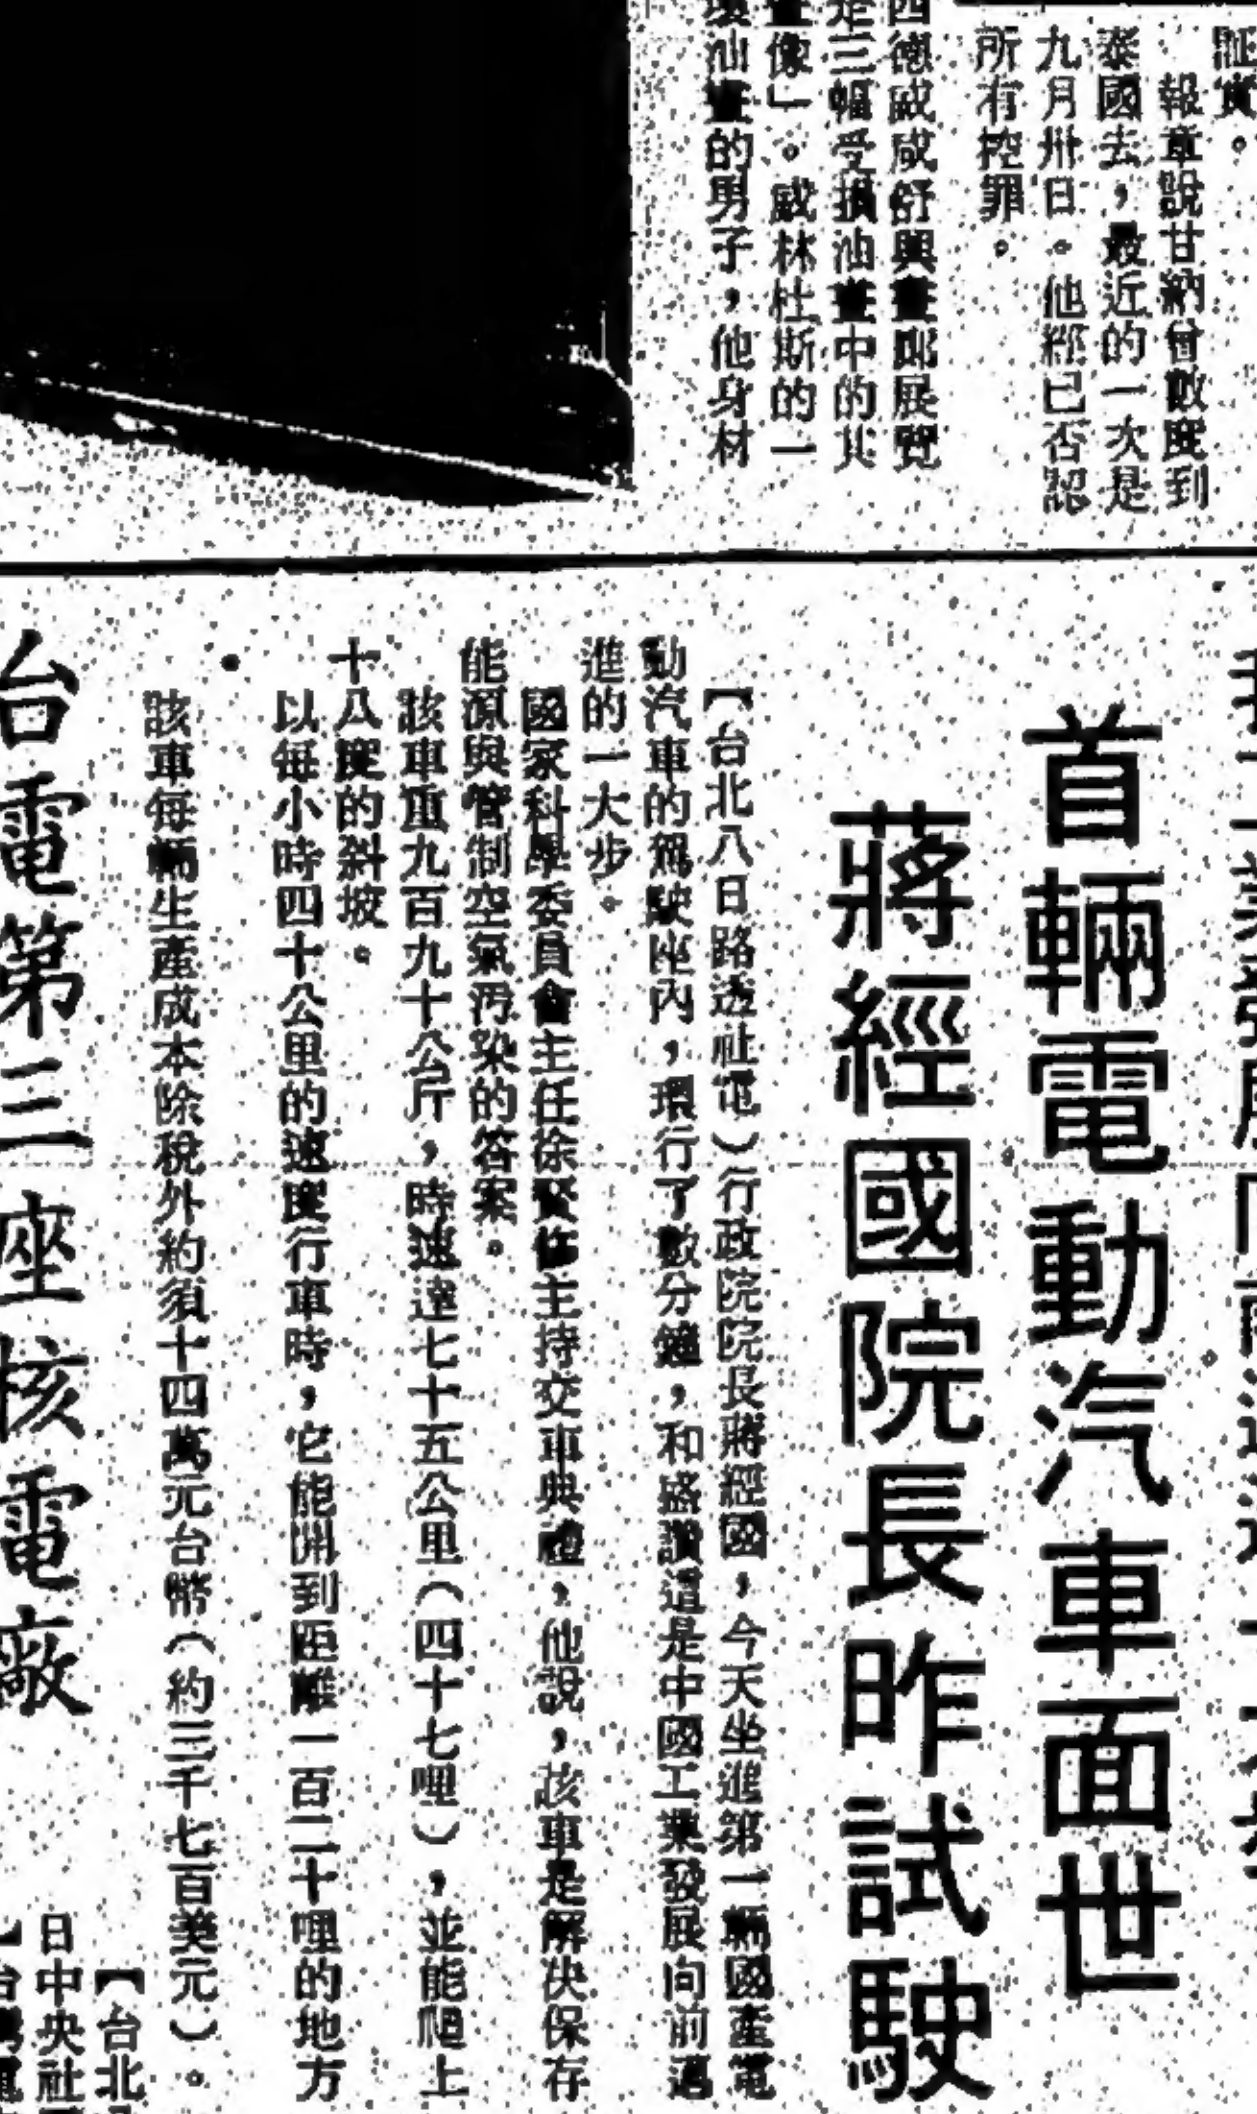 証實。
報章說甘納曾數度到
泰國去,最近的一次是
九月卅日。他經已否認
所有控罪。
展覽
是三幅受損油畫中的其
畫像」。威林杜斯的一
壞油畫的男子,他身材
首輛電動汽車面世
蔣經國院長昨試駛
【台北八日路透社電)行政院院長蔣經國,今天坐進第一輛國產電
動汽車的駕駛座內,環行了數分鐘,和盛讚這是中國工業發展向前邁
進的一大步。
國家科學委員會主任徐賢修主持交車典禮,他說,該車是解決保存
能源與管制空氣汚染的答案。
該車重九百九十公斤,時速達七十五公里(四十七哩),並能爬上
十八度的斜坡。
以每小時四十公里的速度行車時,它能開到距離一百二十哩的地方
。
該車每輛生產成本除稅外約須十四萬元台幣(約三千七百美元)。
台電第三座核電廠
【台北
日中央社